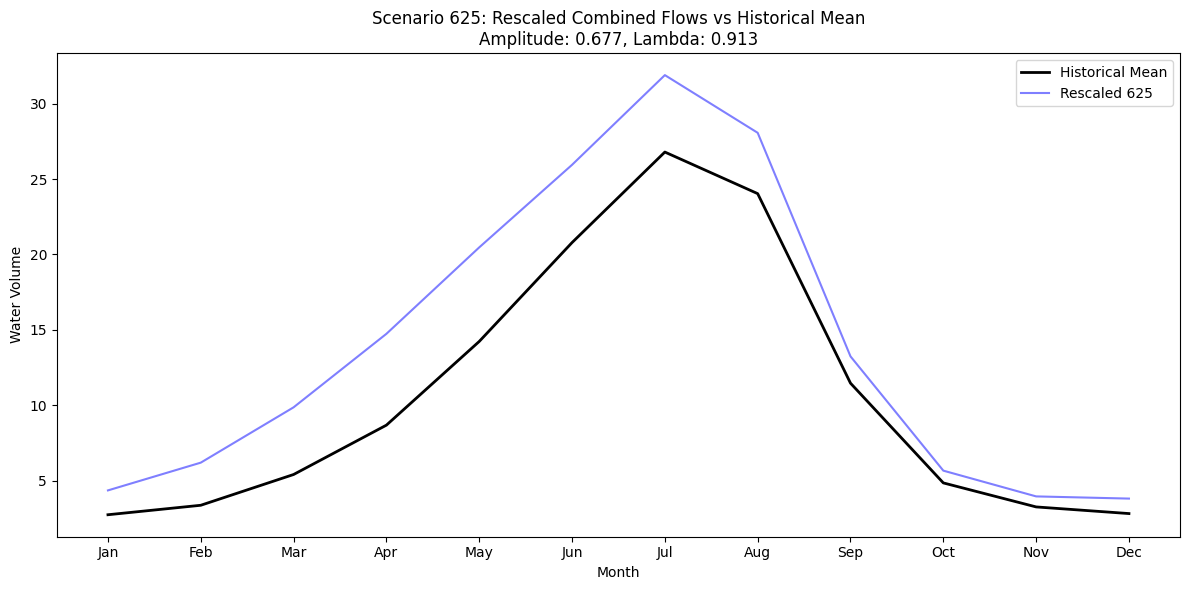 Scenario 625: Rescaled Combined Flows vs Historical Mean
Amplitude: 0.677, Lambda: 0.913
Historical Mean
Rescaled 625
Water Volume
30
25
20
15
10
5
Jan Feb Mar Apr May Jun Jul Aug Sep Oct Nov Dec
Month